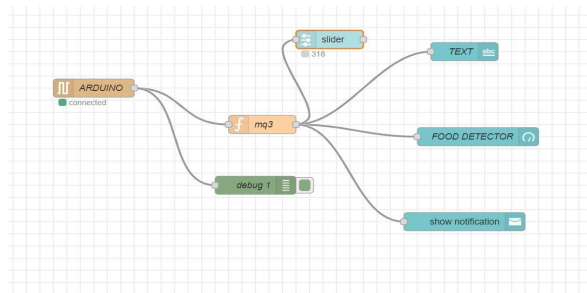 slider
318
TEXT abc
ARDUINO
connected
f mq3
FOOD DETECTOR
debug 1
show notification